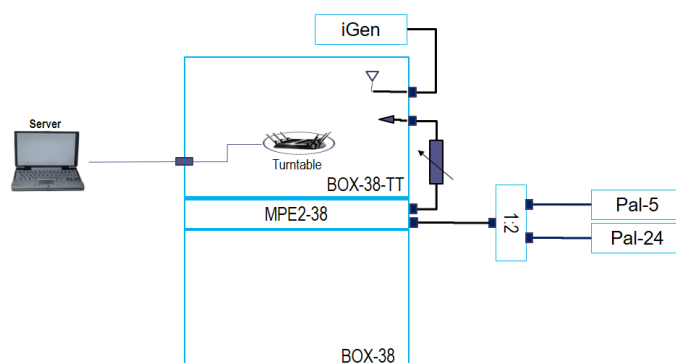 iGen
Server
Turntable
BOX-38-TT
MPE2-38
1:2
Pal-5
Pal-24
BOX-38